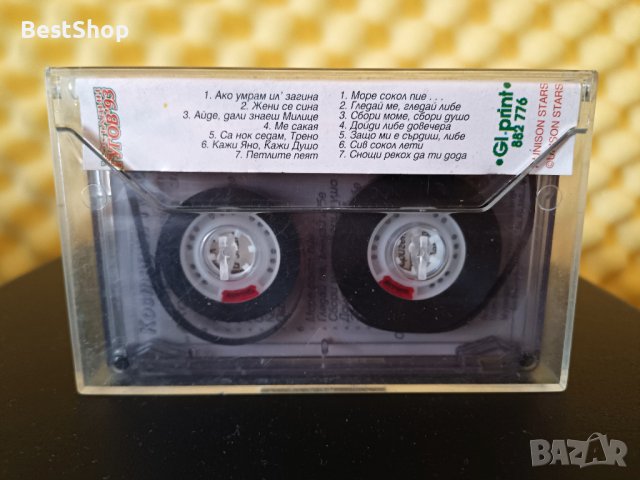 BestShop
1. Ако умрам ил' загина
2. Жени се сина
3. Айде, дали знаеш Милице
4. Ме сакая
5. Са нок седам, Трено
6. Кажи Яно, Кажи Душо
7. Петлите пеят
1. Море сокол пие . . .
2. Гледай ме, гледай либе
3. Сбори моме, сбори душо
4. Дойди либе довечера
5. Защо ми е сърдиш, либе
6. Сив сокол лети
7. Снощи рекох да ти дода
•GI-print•
882 776
UNISON STARS
©UNISON STARS
BAZAR